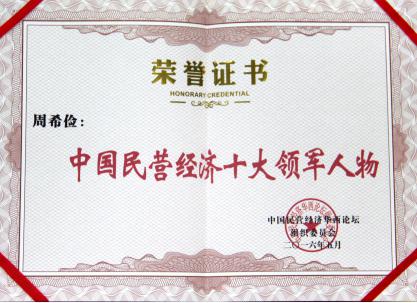 荣誉证书
HONORARY CREDENTIAL
周希俭：
中国民营经济十大领军人物
中国民营经济华西论坛
组织委员会
二〇一六年五月